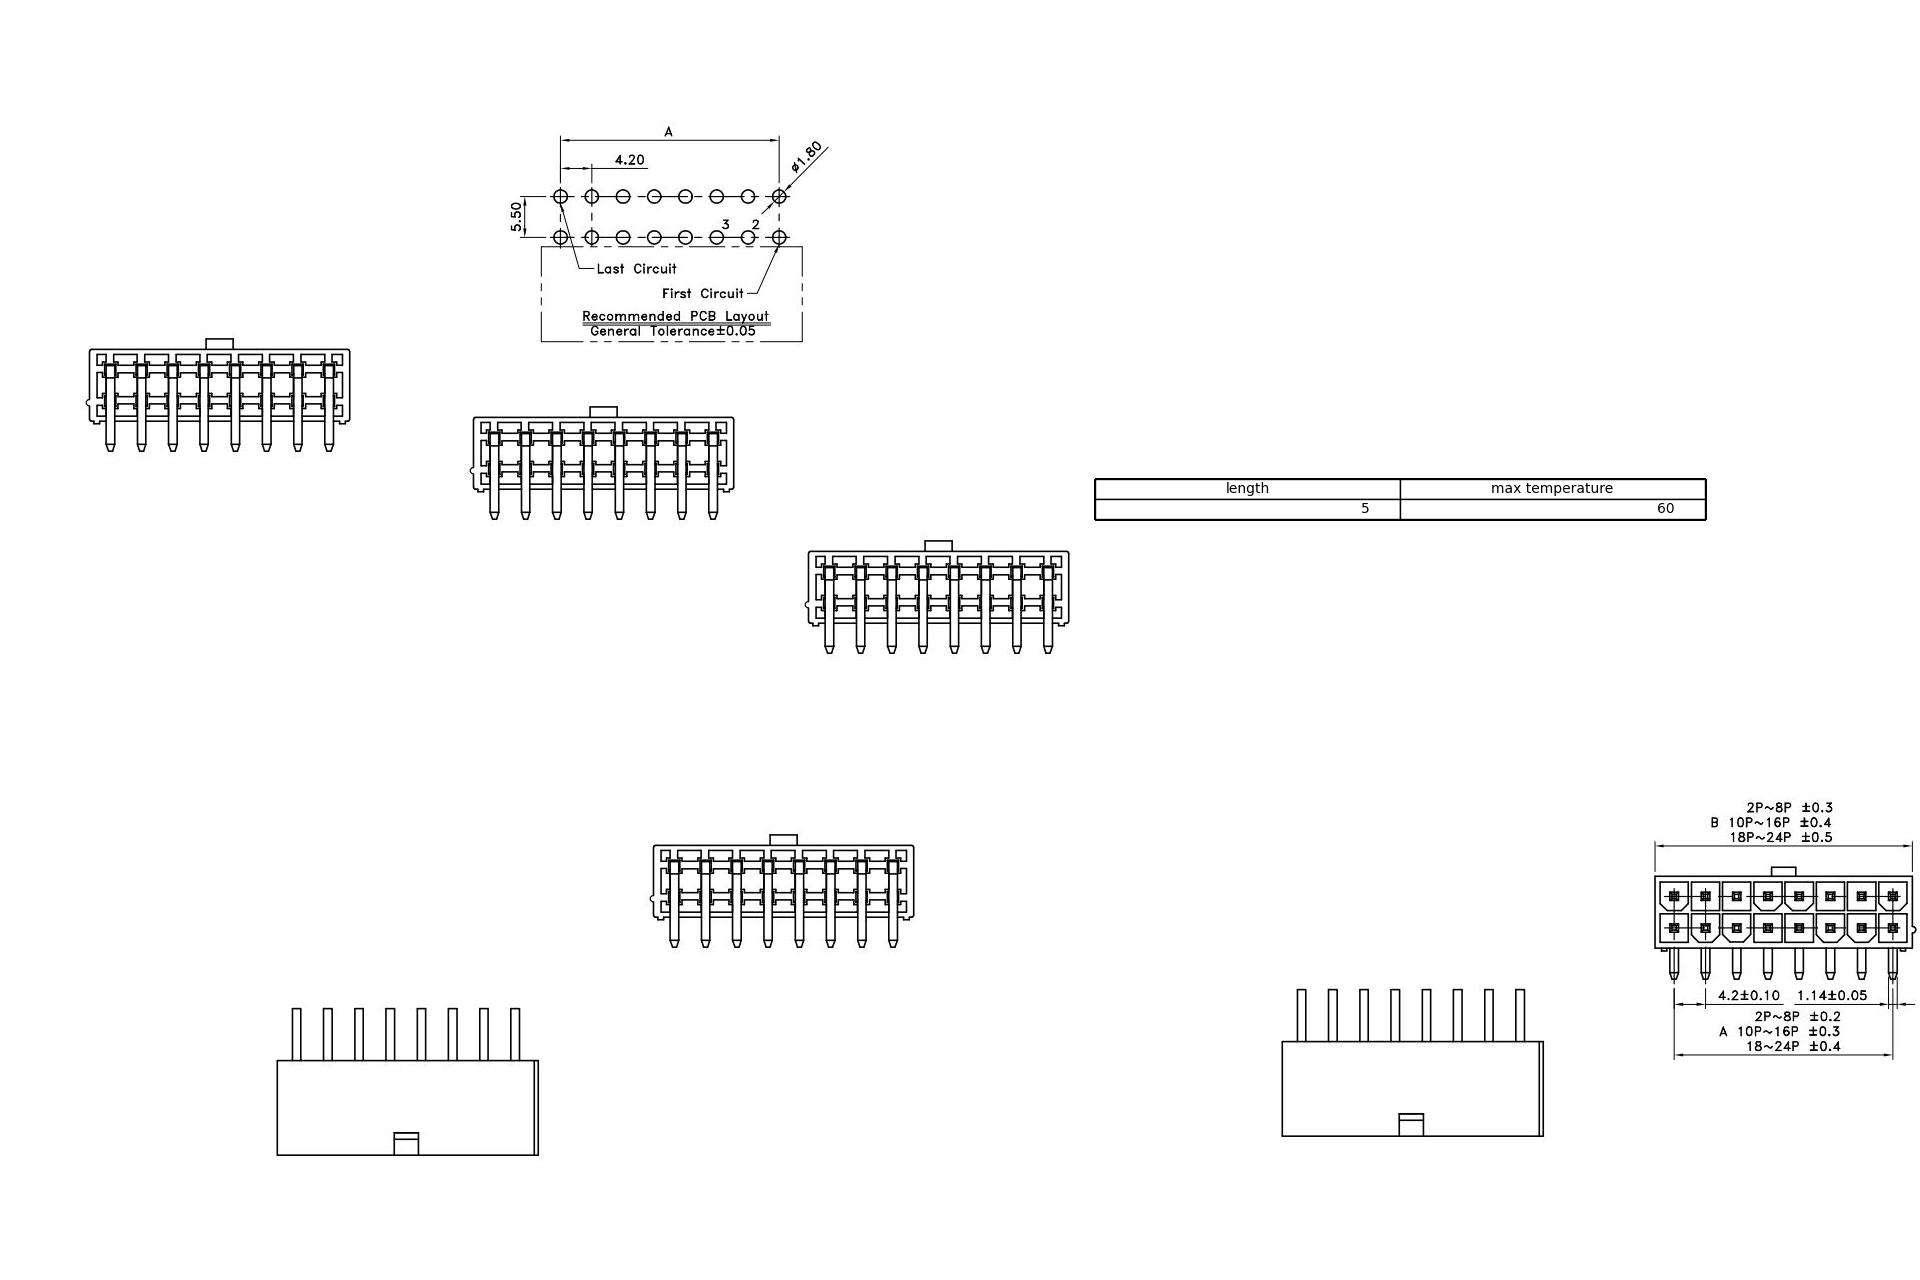 A
4.20
ø1.80
5.50
3 2
Last Circuit
First Circuit
Recommended PCB Layout
General Tolerance±0.05
length max temperature
5 60
2P~8P ±0.3
B 10P~16P ±0.4
18P~24P ±0.5
4.2±0.10 1.14±0.05
2P~8P ±0.2
A 10P~16P ±0.3
18~24P ±0.4